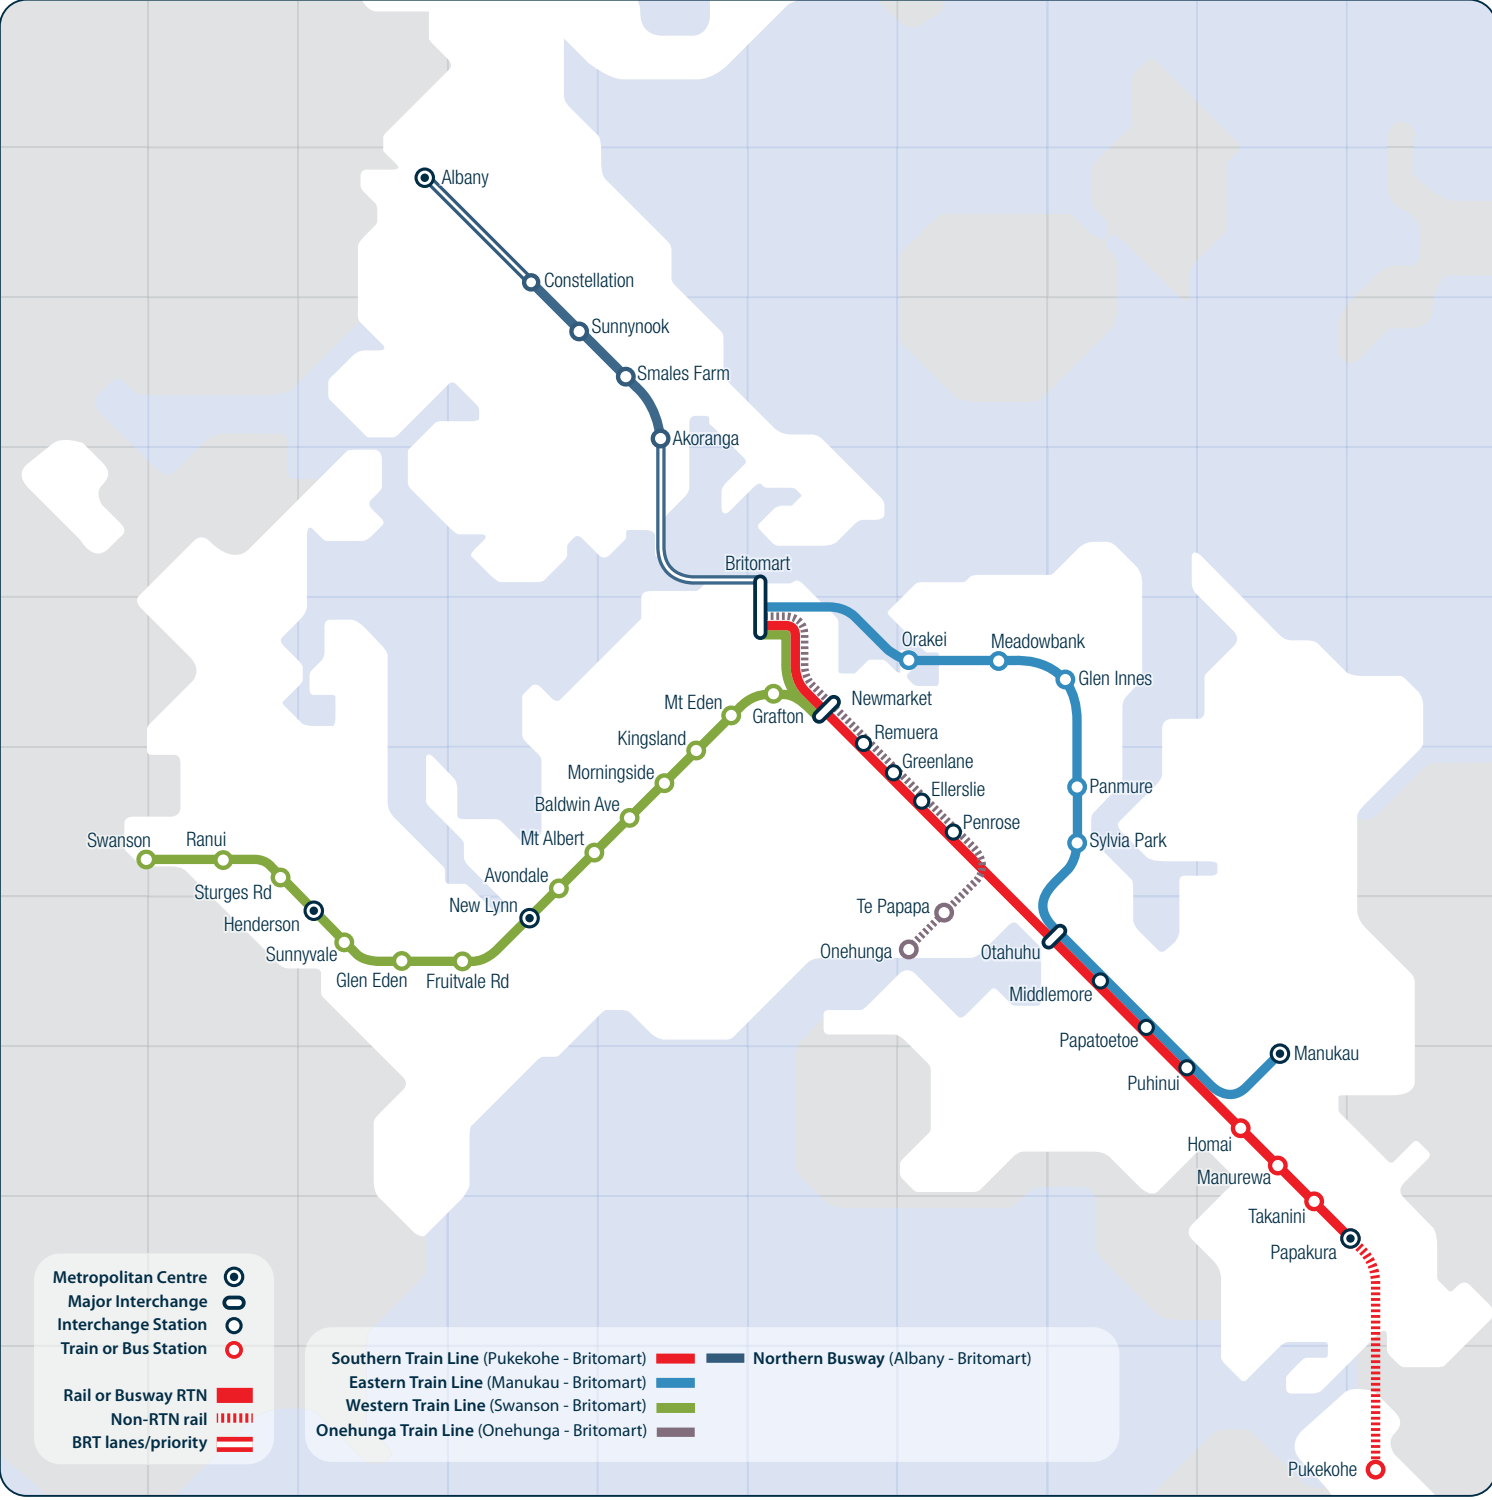 Albany
Constellation
Sunnynook
Smales Farm
Akoranga
Britomart
Orakei
Meadowbank
Glen Innes
Newmarket
Mt Eden
Grafton
Remuera
Kingsland
Greenlane
Morningside
Ellerslie
Panmure
Baldwin Ave
Penrose
Mt Albert
Sylvia Park
Swanson
Ranui
Avondale
Sturges Rd
New Lynn
Te Papapa
Henderson
Onehunga
Otahuhu
Sunnyvale
Glen Eden
Fruitvale Rd
Middlemore
Papatoetoe
Manukau
Puhinui
Homai
Manurewa
Takanini
Papakura
Pukekohe
Metropolitan Centre
Major Interchange
Interchange Station
Train or Bus Station
Rail or Busway RTN
Non-RTN rail
BRT lanes/priority
Southern Train Line (Pukekohe - Britomart)
Northern Busway (Albany - Britomart)
Eastern Train Line (Manukau - Britomart)
Western Train Line (Swanson - Britomart)
Onehunga Train Line (Onehunga - Britomart)